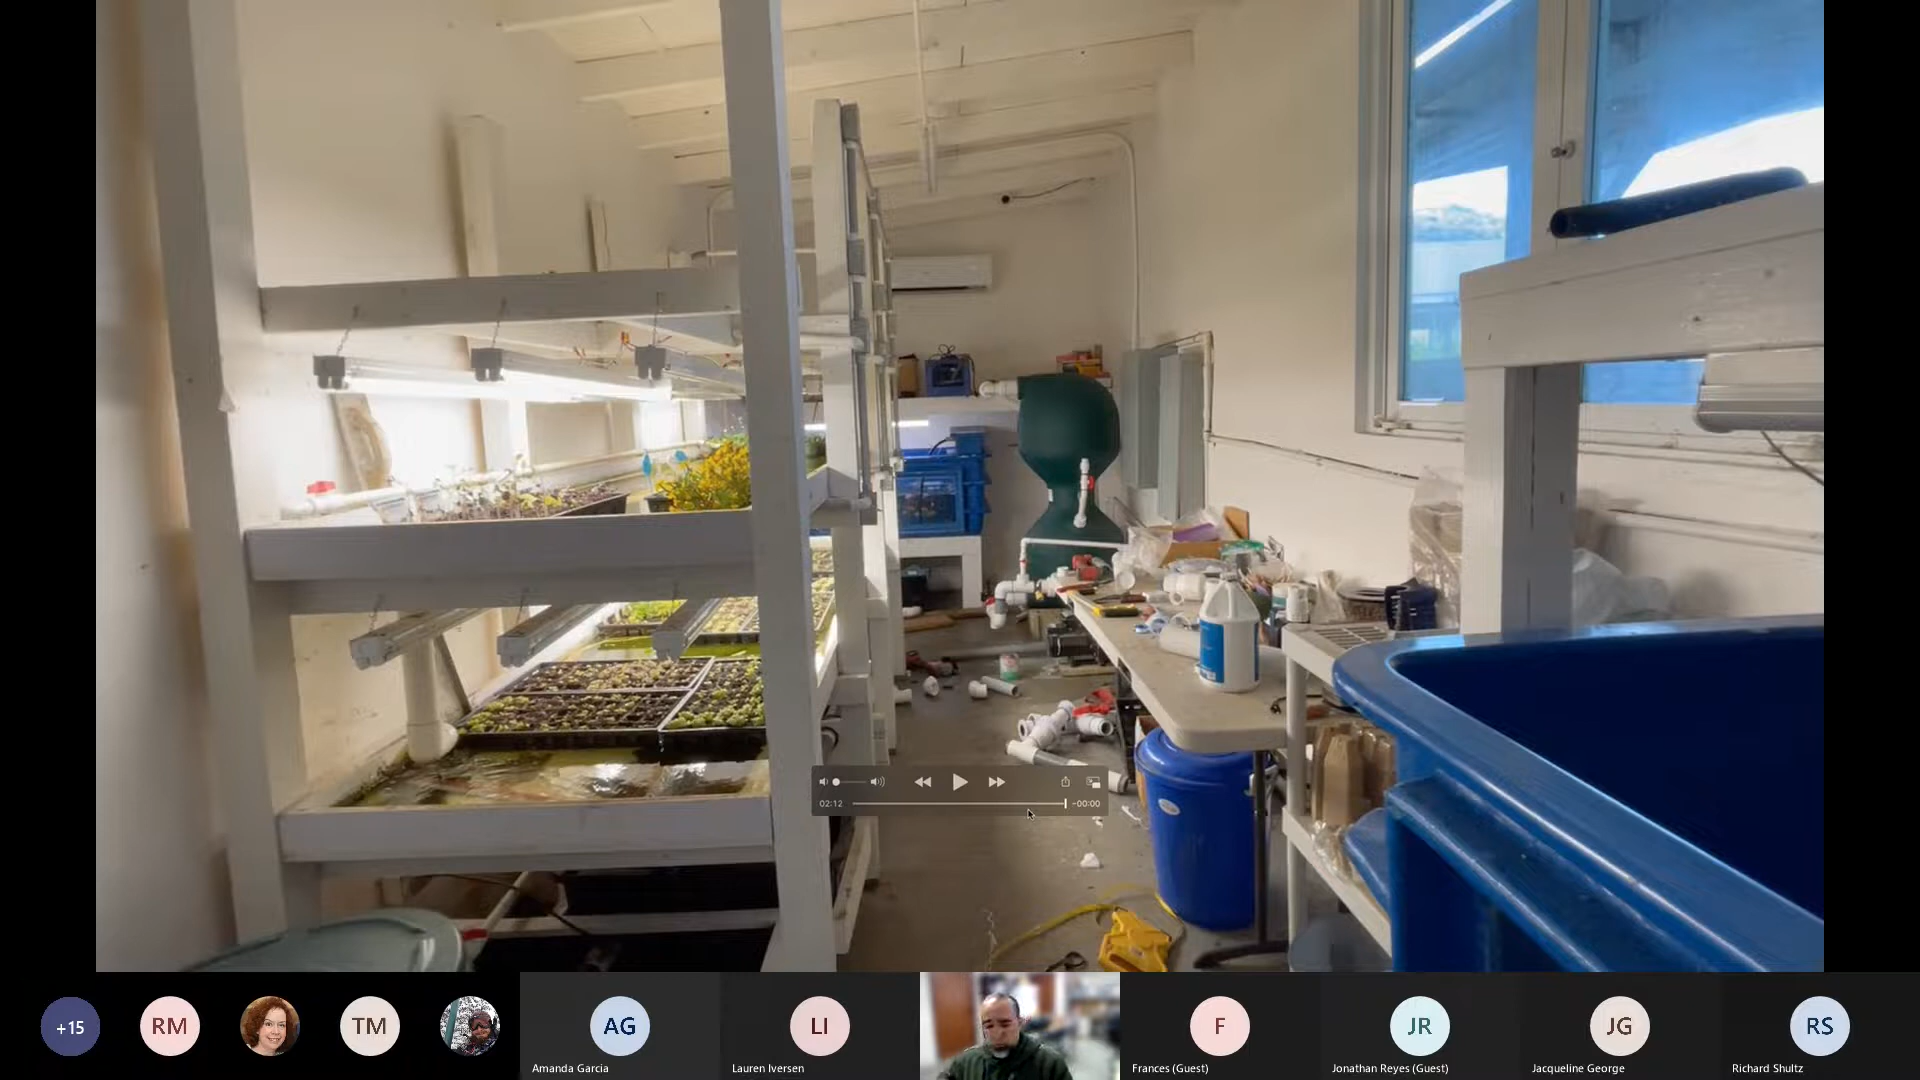 02:12
-00:00
+15
RM
TM
AG
LI
F
JR
JG
RS
Amanda Garcia
Lauren Iversen
Frances (Guest)
Jonathan Reyes (Guest)
Jacqueline George
Richard Shultz